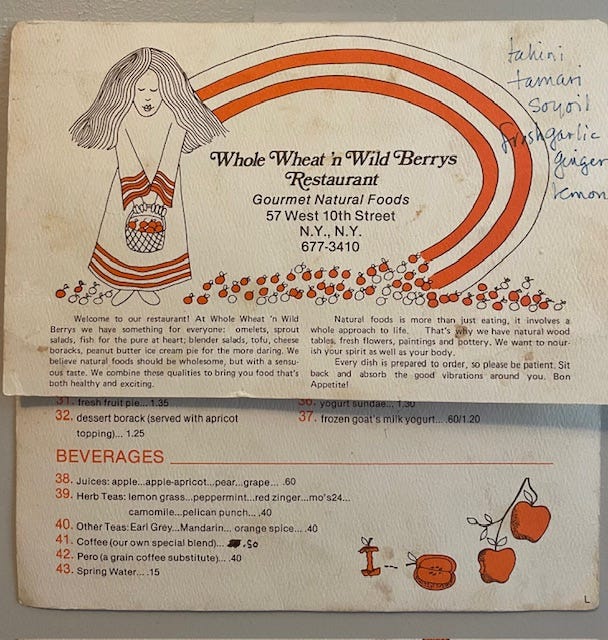 tahini
tamari
Soyoil
fresh garlic
ginger
lemon
Whole Wheat 'n Wild Berrys
Restaurant
Gourmet Natural Foods
57 West 10th Street
N.Y., N.Y.
677-3410
Welcome to our restaurant! At Whole Wheat 'n Wild
Berrys we have something for everyone: omelets, sprout
salads, fish for the pure at heart; blender salads, tofu, cheese
boracks, peanut butter ice cream pie for the more daring. We
believe natural foods should be wholesome, but with a sensu-
ous taste. We combine these qualities to bring you food that's
both healthy and exciting.
Natural foods is more than just eating, it involves a
whole approach to life. That's why we have natural wood
tables, fresh flowers, paintings and pottery. We want to nour-
ish your spirit as well as your body.
Every dish is prepared to order, so please be patient. Sit
back and absorb the good vibrations around you. Bon
Appetite!
31. fresh fruit pie... 1.35
32. dessert borack (served with apricot
topping)... 1.25
36. yogurt sundae... 1.30
37. frozen goat's milk yogurt... .60/1.20
BEVERAGES
38. Juices: apple...apple-apricot...pear...grape... .60
39. Herb Teas: lemon grass...peppermint...red zinger...mo's24...
camomile...pelican punch... .40
40. Other Teas: Earl Grey...Mandarin... orange spice... .40
41. Coffee (our own special blend)... .50
42. Pero (a grain coffee substitute)... .40
43. Spring Water... .15
L